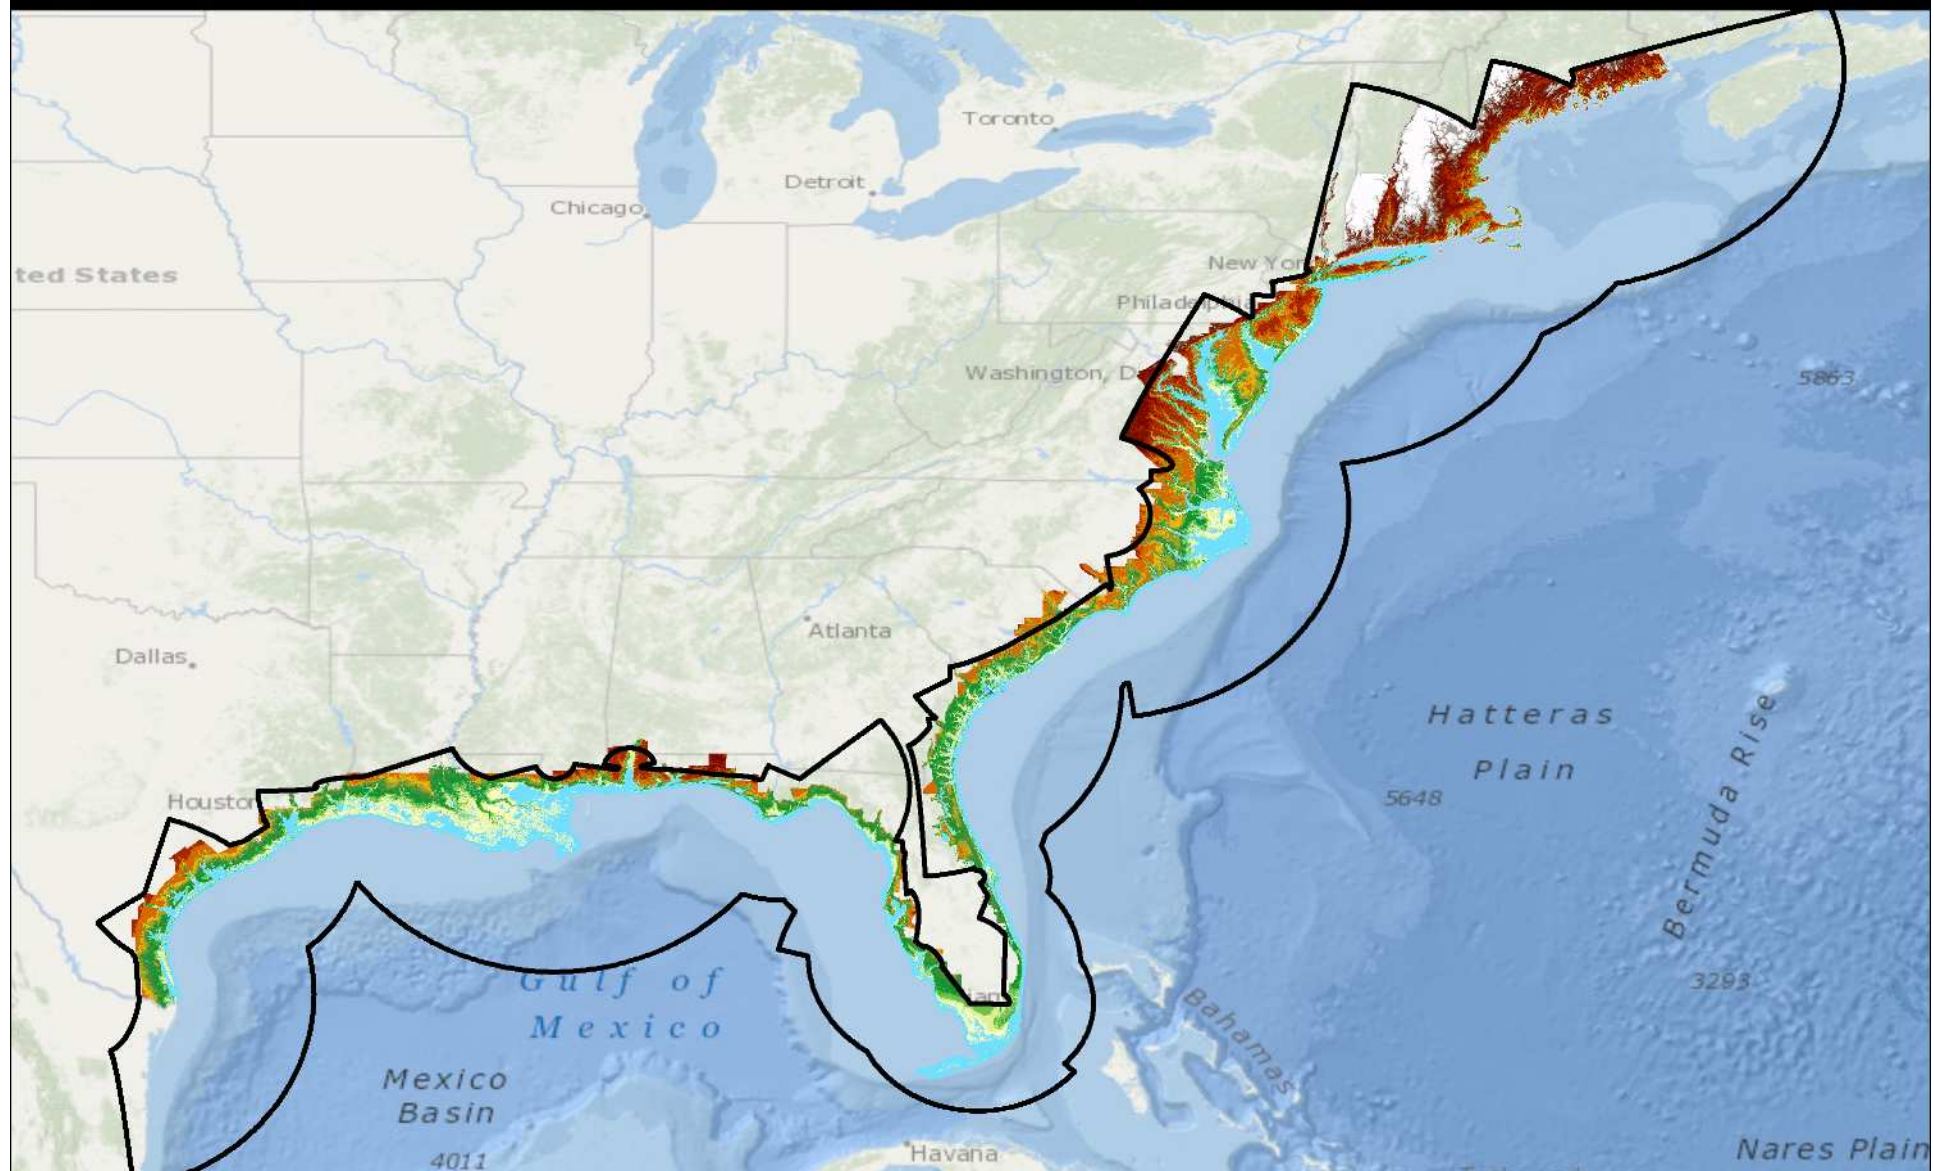 Toronto
Detroit
Chicago
ted States
New Yor
Philadelphia
Washington, D
5863
Atlanta
Dallas
Hatteras
Plain
Bermuda Rise
5648
Houston
3293
Gulf of
Mexico
Bahamas
Mexico
Basin
4011
Havana
Nares Plain